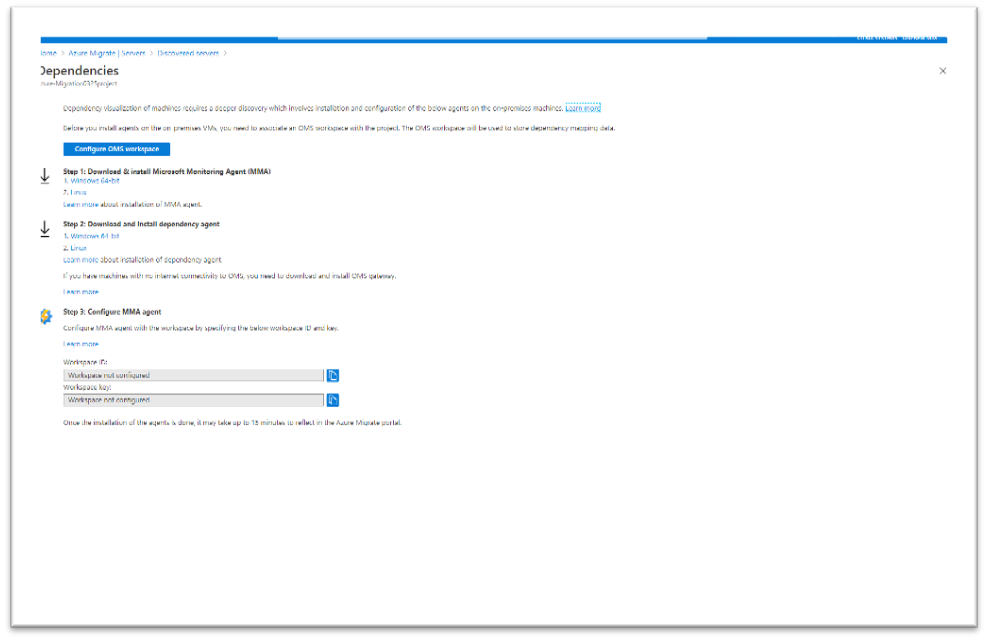 Home > Azure Migrate | Servers > Discovered servers >
Dependencies
Azure-Migration0325project
Dependency visualization of machines requires a deeper discovery which involves installation and configuration of the below agents on the on-premises machines. Learn more
Before you install agents on the on-premises VMs, you need to associate an OMS workspace with the project. The OMS workspace will be used to store dependency mapping data.
Configure OMS workspace
Step 1: Download & install Microsoft Monitoring Agent (MMA)
1. Windows 64-bit
2. Linux
Learn more about installation of MMA agent.
Step 2: Download and install dependency agent
1. Windows 64-bit
2. Linux
Learn more about installation of dependency agent
If you have machines with no internet connectivity to OMS, you need to download and install OMS gateway.
Learn more
Step 3: Configure MMA agent
Configure MMA agent with the workspace by specifying the below workspace ID and key.
Learn more
Workspace ID:
Workspace not configured
Workspace key:
Workspace not configured
Once the installation of the agents is done, it may take up to 15 minutes to reflect in the Azure Migrate portal.